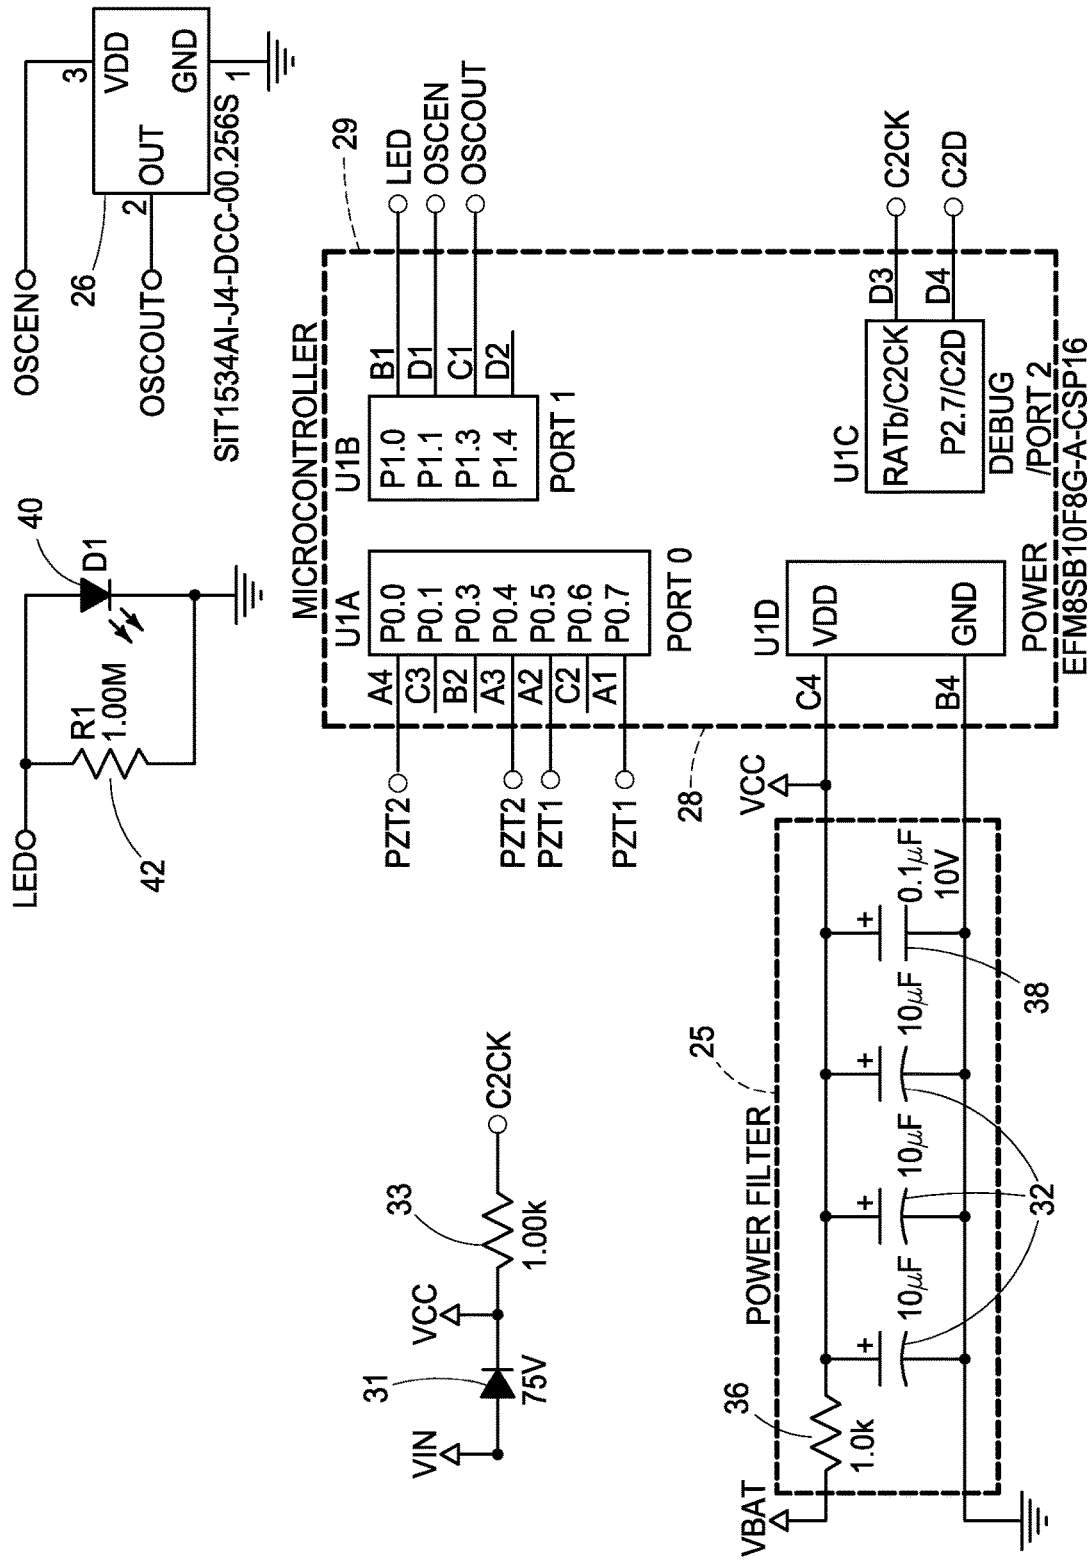 OSCEN
3
VDD
GND
1
OUT
2
26
OSCOUT
SiT1534AI-J4-DCC-00.256S
LED
R1
1.00M
42
40
D1
MICROCONTROLLER
29
28
U1A
A4 P0.0
C3 P0.1
B2 P0.3
A3 P0.4
A2 P0.5
C2 P0.6
A1 P0.7
PORT 0
PZT2
PZT2
PZT1
PZT1
U1B
P1.0 B1
P1.1 D1
P1.3 C1
P1.4 D2
PORT 1
LED
OSCEN
OSCOUT
U1D
C4 VDD
B4 GND
POWER
U1C
RATb/C2CK D3
P2.7/C2D D4
DEBUG
/PORT 2
C2CK
C2D
EFM8SB10F8G-A-CSP16
VIN
31
75V
VCC
33
1.00k
C2CK
POWER FILTER
25
VBAT
36
1.0k
+
10μF
+
10μF
+
10μF
32
+
0.1μF
10V
38
VCC